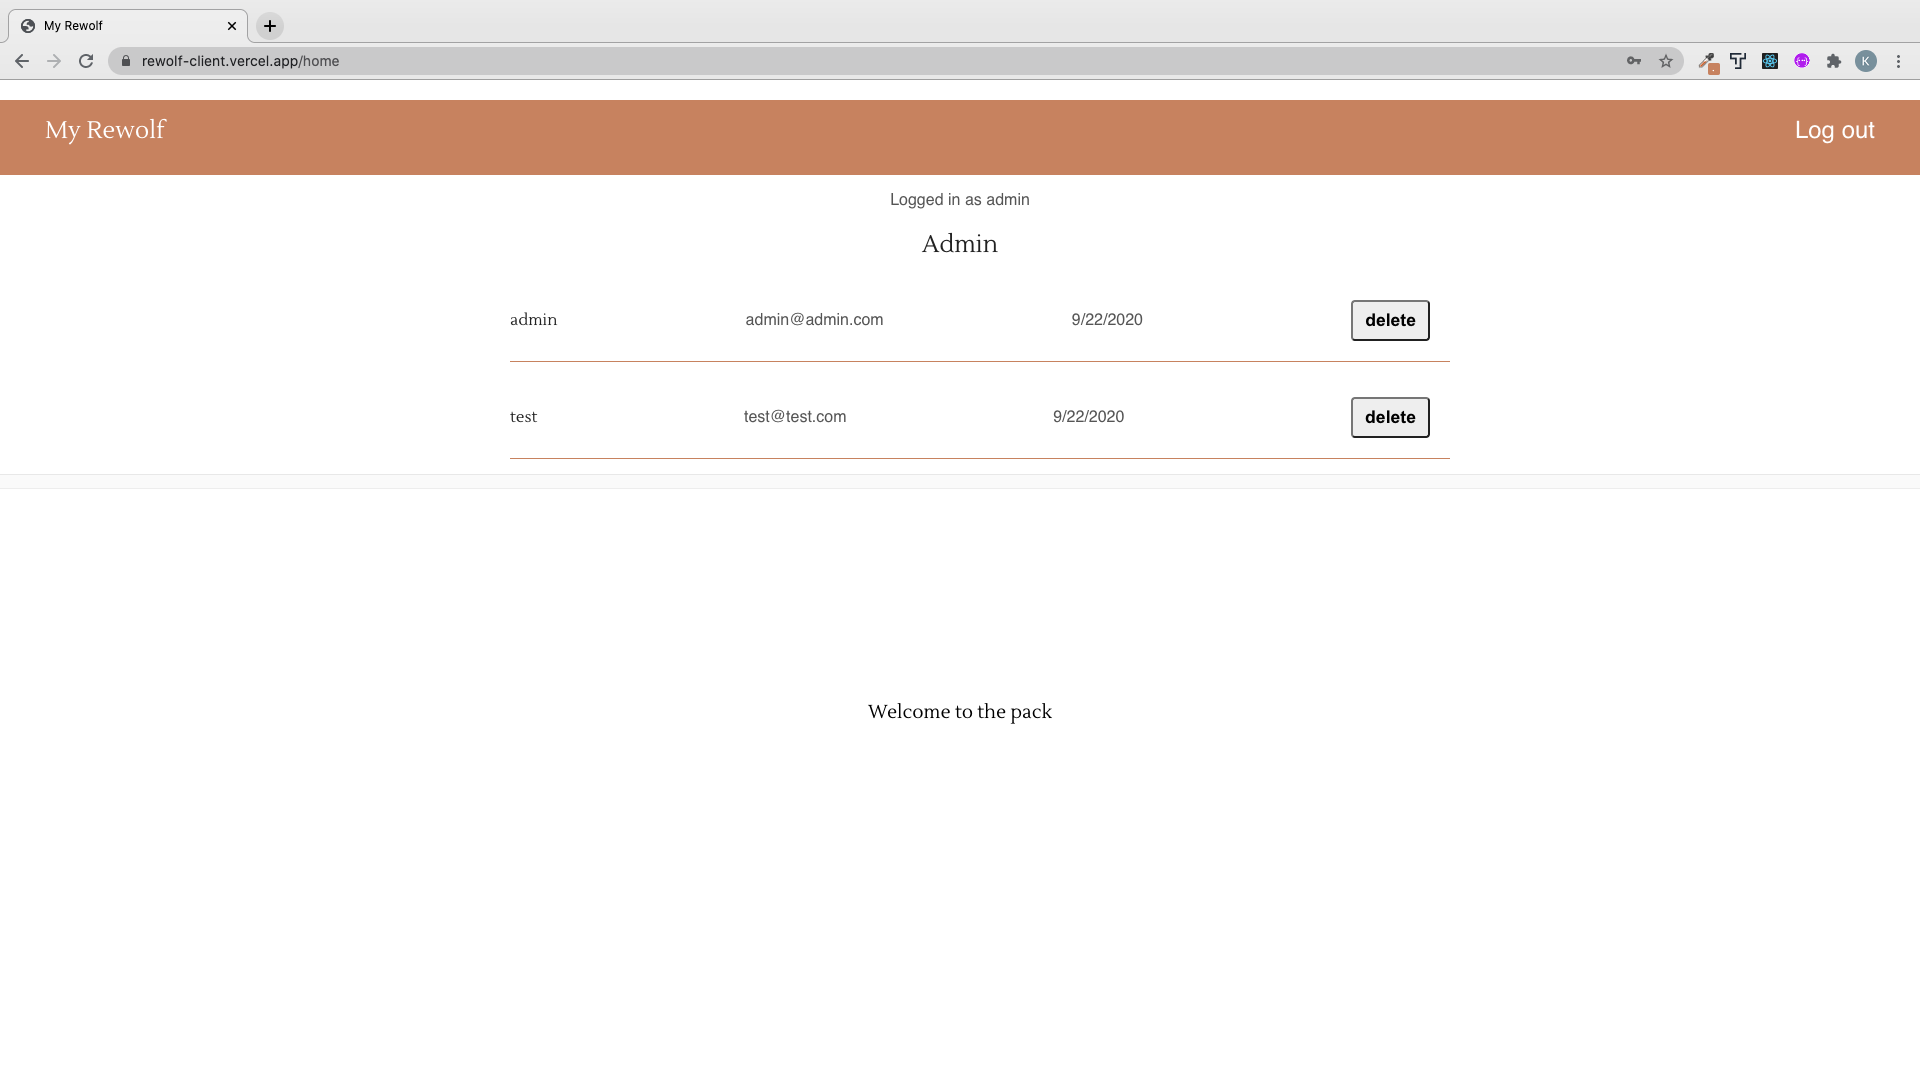 My Rewolf
rewolf-client.vercel.app/home
K
My Rewolf
Log out
Logged in as admin
Admin
admin admin@admin.com 9/22/2020 delete
test test@test.com 9/22/2020 delete
Welcome to the pack